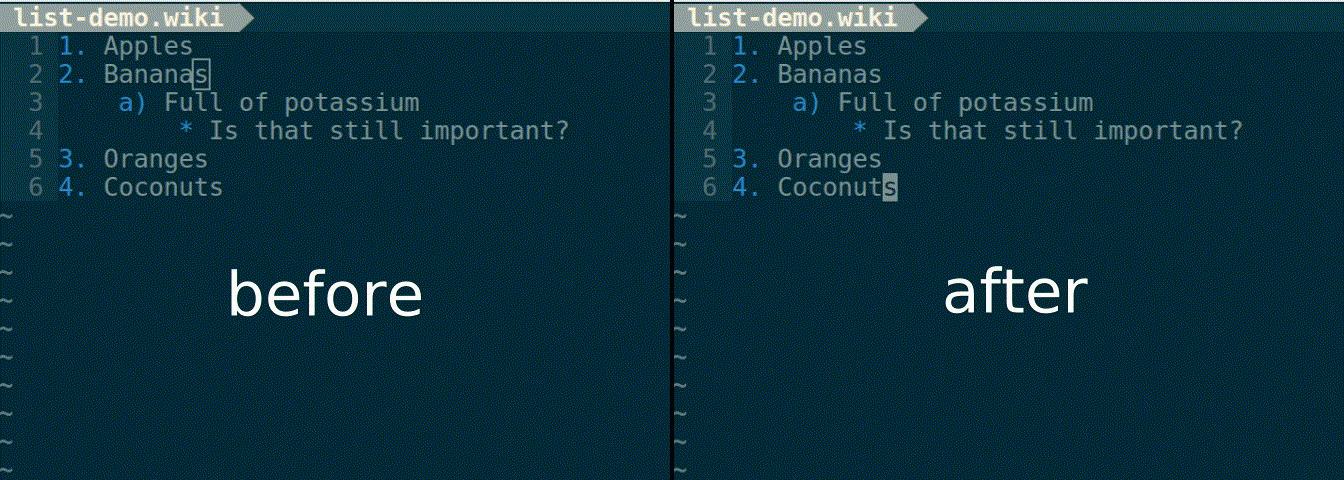 list-demo.wiki
1 1. Apples
2 2. Bananas
3 a) Full of potassium
4 * Is that still important?
5 3. Oranges
6 4. Coconuts
~
~
~
~
~
~
~
~
~
~
before
list-demo.wiki
1 1. Apples
2 2. Bananas
3 a) Full of potassium
4 * Is that still important?
5 3. Oranges
6 4. Coconuts
~
~
~
~
~
~
~
~
~
~
after